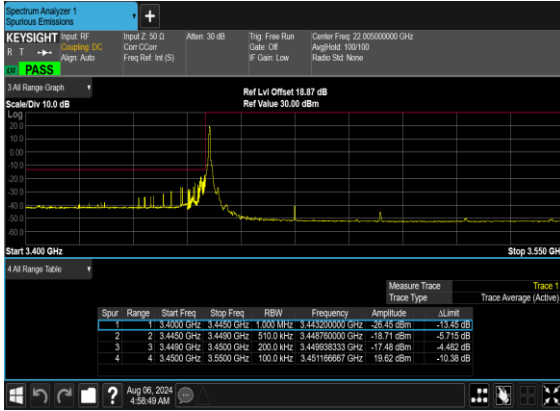 Spectrum Analyzer 1
Spurious Emissions
+
KEYSIGHT
R T
PASS
Input: RF
Coupling: DC
Align: Auto
Input Z: 50 Ω
Corr CCorr
Freq Ref: Int (S)
Atten: 30 dB
Trig: Free Run
Gate: Off
IF Gain: Low
Center Freq: 22.005000000 GHz
Avg|Hold: 100/100
Radio Std: None
3 All Range Graph
Scale/Div 10.0 dB
Ref Lvl Offset 18.87 dB
Ref Value 30.00 dBm
Log
20.0
10.0
0.00
-10.0
-20.0
-30.0
-40.0
-50.0
-60.0
Start 3.400 GHz
Stop 3.550 GH
4 All Range Table
Measure Trace Trace 1
Trace Type Trace Average (Active)
Spur Range Start Freq Stop Freq RBW Frequency Amplitude ΔLimit
1 1 3.4000 GHz 3.4450 GHz 1.000 MHz 3.443200000 GHz -26.45 dBm -13.45 dB
2 2 3.4450 GHz 3.4490 GHz 510.0 kHz 3.448760000 GHz -18.71 dBm -5.715 dB
3 3 3.4490 GHz 3.4500 GHz 200.0 kHz 3.449938333 GHz -17.48 dBm -4.482 dB
4 4 3.4500 GHz 3.5500 GHz 100.0 kHz 3.451166667 GHz 19.62 dBm -10.38 dB
?
Aug 06, 2024
4:58:49 AM